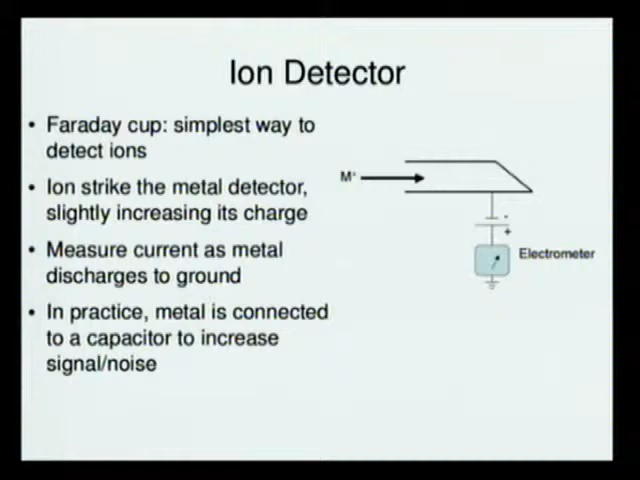 Ion Detector
• Faraday cup: simplest way to
detect ions
• Ion strike the metal detector,
slightly increasing its charge
• Measure current as metal
discharges to ground
• In practice, metal is connected
to a capacitor to increase
signal/noise
M+
-
+
Electrometer